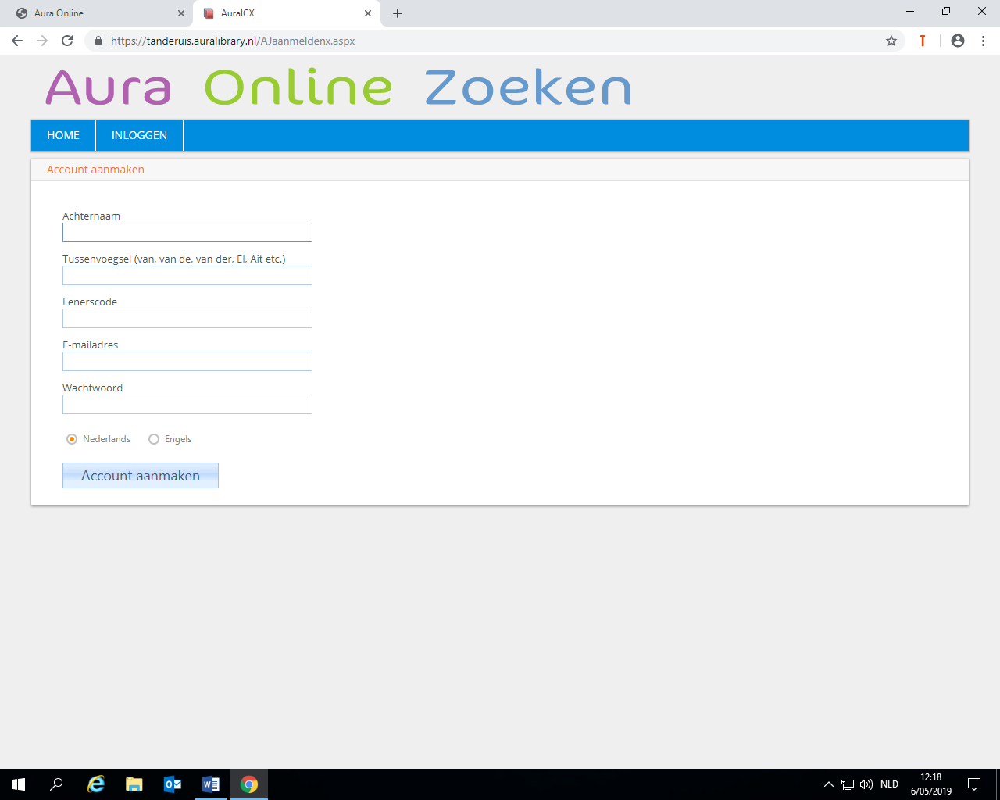 Aura Online
AuraICX
https://tanderuis.auralibrary.nl/AJaanmeldenx.aspx
T
Aura Online Zoeken
HOME INLOGGEN
Account aanmaken
Achternaam
Tussenvoegsel (van, van de, van der, El, Ait etc.)
Lenerscode
E-mailadres
Wachtwoord
Nederlands Engels
Account aanmaken
NLD
12:18
6/05/2019